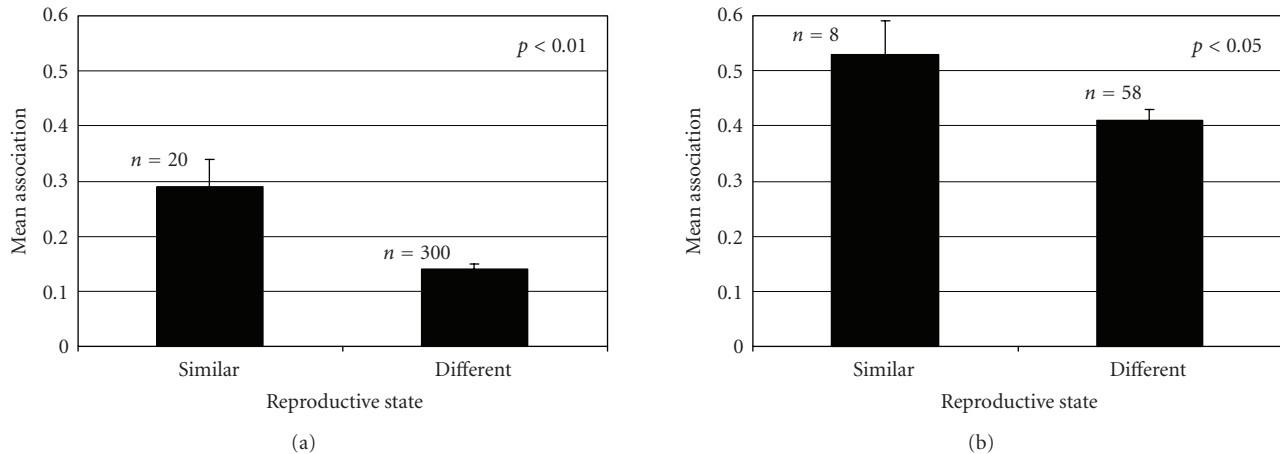 0.6
0.5
0.4
0.3
0.2
0.1
0
Mean association
p < 0.01
n = 20
n = 300
Similar
Different
Reproductive state
(a)
0.6
0.5
0.4
0.3
0.2
0.1
0
Mean association
n = 8
p < 0.05
n = 58
Similar
Different
Reproductive state
(b)